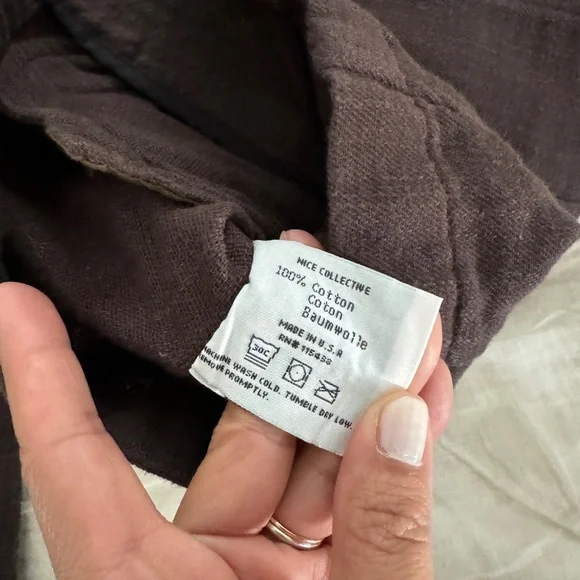 NICE COLLECTIVE
100% Cotton
Coton
Baumwolle
MADE IN U.S.A
RN# 115438
30C
MACHINE WASH COLD. TUMBLE DRY LOW.
REMOVE PROMPTLY.